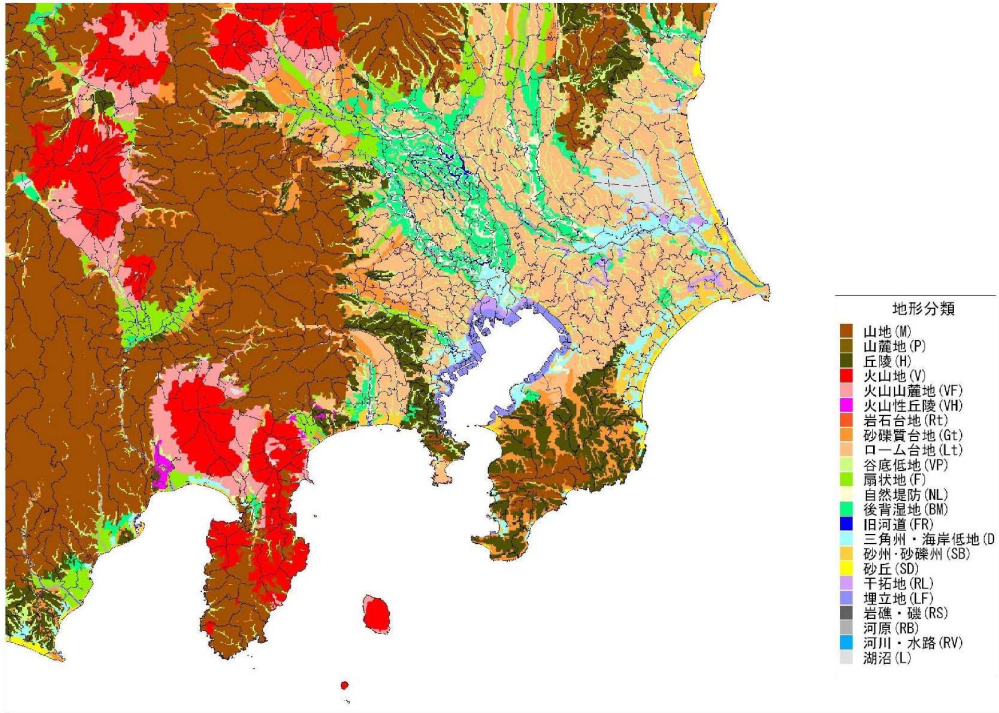 地形分類
山地(M)
山麓地(P)
丘陵(H)
火山地(V)
火山山麓地(VF)
火山性丘陵(VH)
岩石台地(Rt)
砂礫質台地(Gt)
ローム台地(Lt)
谷底低地(VP)
扇状地(F)
自然堤防(NL)
後背湿地(BM)
旧河道(FR)
三角州・海岸低地(D
砂州・砂礫州(SB)
砂丘(SD)
干拓地(RL)
埋立地(LF)
岩礁・磯(RS)
河原(RB)
河川・水路(RV)
湖沼(L)